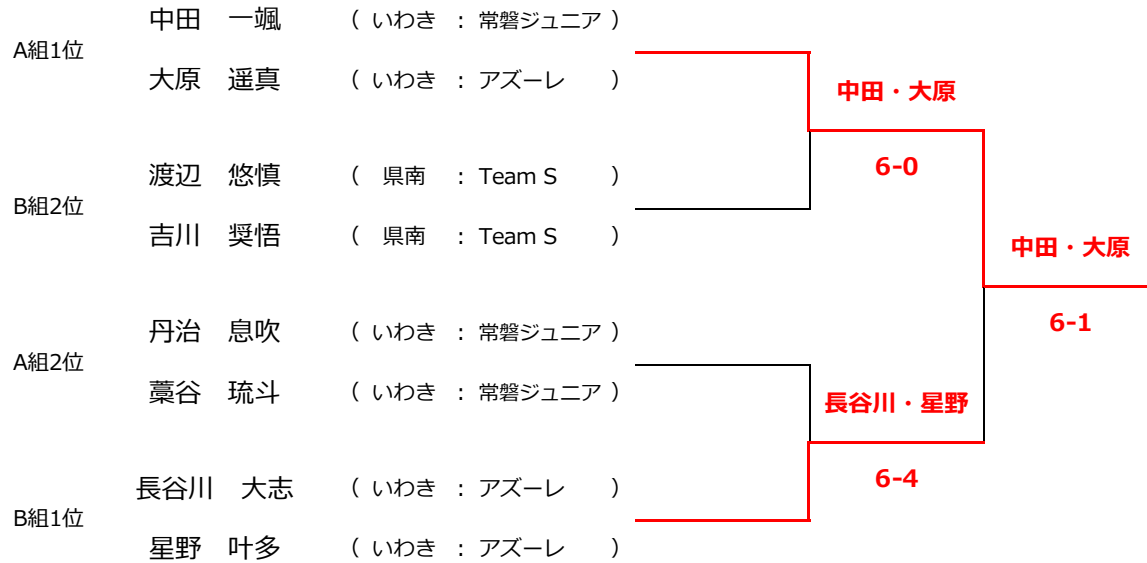 中田　一颯　（ いわき ： 常磐ジュニア ）
A組1位
大原　遥真　（ いわき ： アズーレ ）
中田・大原
渡辺　悠慎　（ 県南 ： Team S ）
6-0
B組2位
吉川　奨悟　（ 県南 ： Team S ）
中田・大原
丹治　息吹　（ いわき ： 常磐ジュニア ）
6-1
A組2位
藁谷　琉斗　（ いわき ： 常磐ジュニア ）
長谷川・星野
長谷川　大志　（ いわき ： アズーレ ）
6-4
B組1位
星野　叶多　（ いわき ： アズーレ ）